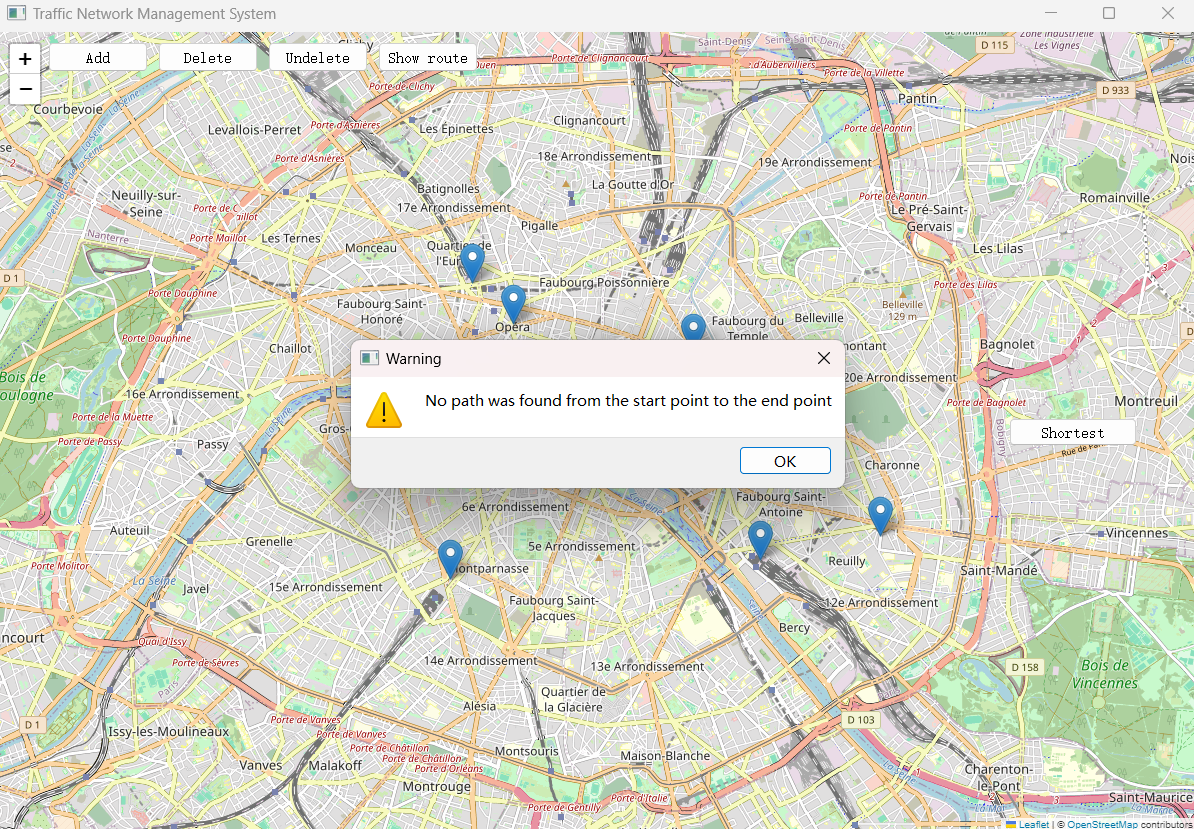 Traffic Network Management System
+
−
Add
Delete
Undelete
Show route
Clichy
Ouen
Porte de Clignancourt
Saint-Denis
Seine-Saint-Denis
D 115
Les Vignes
d'Aubervilliers
Porte de la Villette
Porte de Clichy
Pantin
D 933
Courbevoie
Levallois-Perret
Porte d'Asnières
Les Épinettes
Clignancourt
Porte de Pantin
Porte d'Asnières
18e Arrondissement
19e Arrondissement
Batignolles
La Goutte d'Or
Neuilly-sur-
Seine
17e Arrondissement
Porte de Pantin
Romainville
Le Pré-Saint-
Gervais
Pigalle
Nanterre
Porte Maillot
Les Ternes
Monceau
Quartier de
l'Eur
Les Lilas
D 1
Faubourg Poissonnière
Porte des Lilas
Porte Dauphine
Faubourg Saint-
Honoré
Belleville
129 m
Opéra
Faubourg du
Temple
Belleville
Porte Dauphine
Chaillot
Bagnolet
Warning
No path was found from the start point to the end point
OK
Bois de
oulogne
16e Arrondissement
20e Arrondissement
Porte de la Muette
Porte de Bagnolet
Montreuil
Bobigny
Porte de Passy
Passy
Gros-
Shortest
Rue de Par
Charonne
6e Arrondissement
Faubourg Saint-
Antoine
La Seine
Auteuil
Grenelle
5e Arrondissement
Vincennes
Porte Molitor
Montparnasse
Reuilly
Saint-Mandé
La Seine
Javel
15e Arrondissement
Faubourg Saint-
Jacques
12e Arrondissement
Bercy
ncourt
Quai d'Issy
Porte de Sèvres
14e Arrondissement
13e Arrondissement
D 158
Bois de
Vincennes
Paris
Quartier de
la Glacière
Alésia
D 1
Porte de Vanves
D 103
Issy-les-Moulineaux
Porte de Vanves
Porte de Châtillon
Montsouris
Maison-Blanche
Vanves
Malakoff
Porte de Châtillon
Porte d'Orléans
La Seine
Charenton-
le-Pont
Montrouge
Porte de Gentilly
Porte d'Italie
Saint-Maurice
Leaflet | © OpenStreetMap contributors